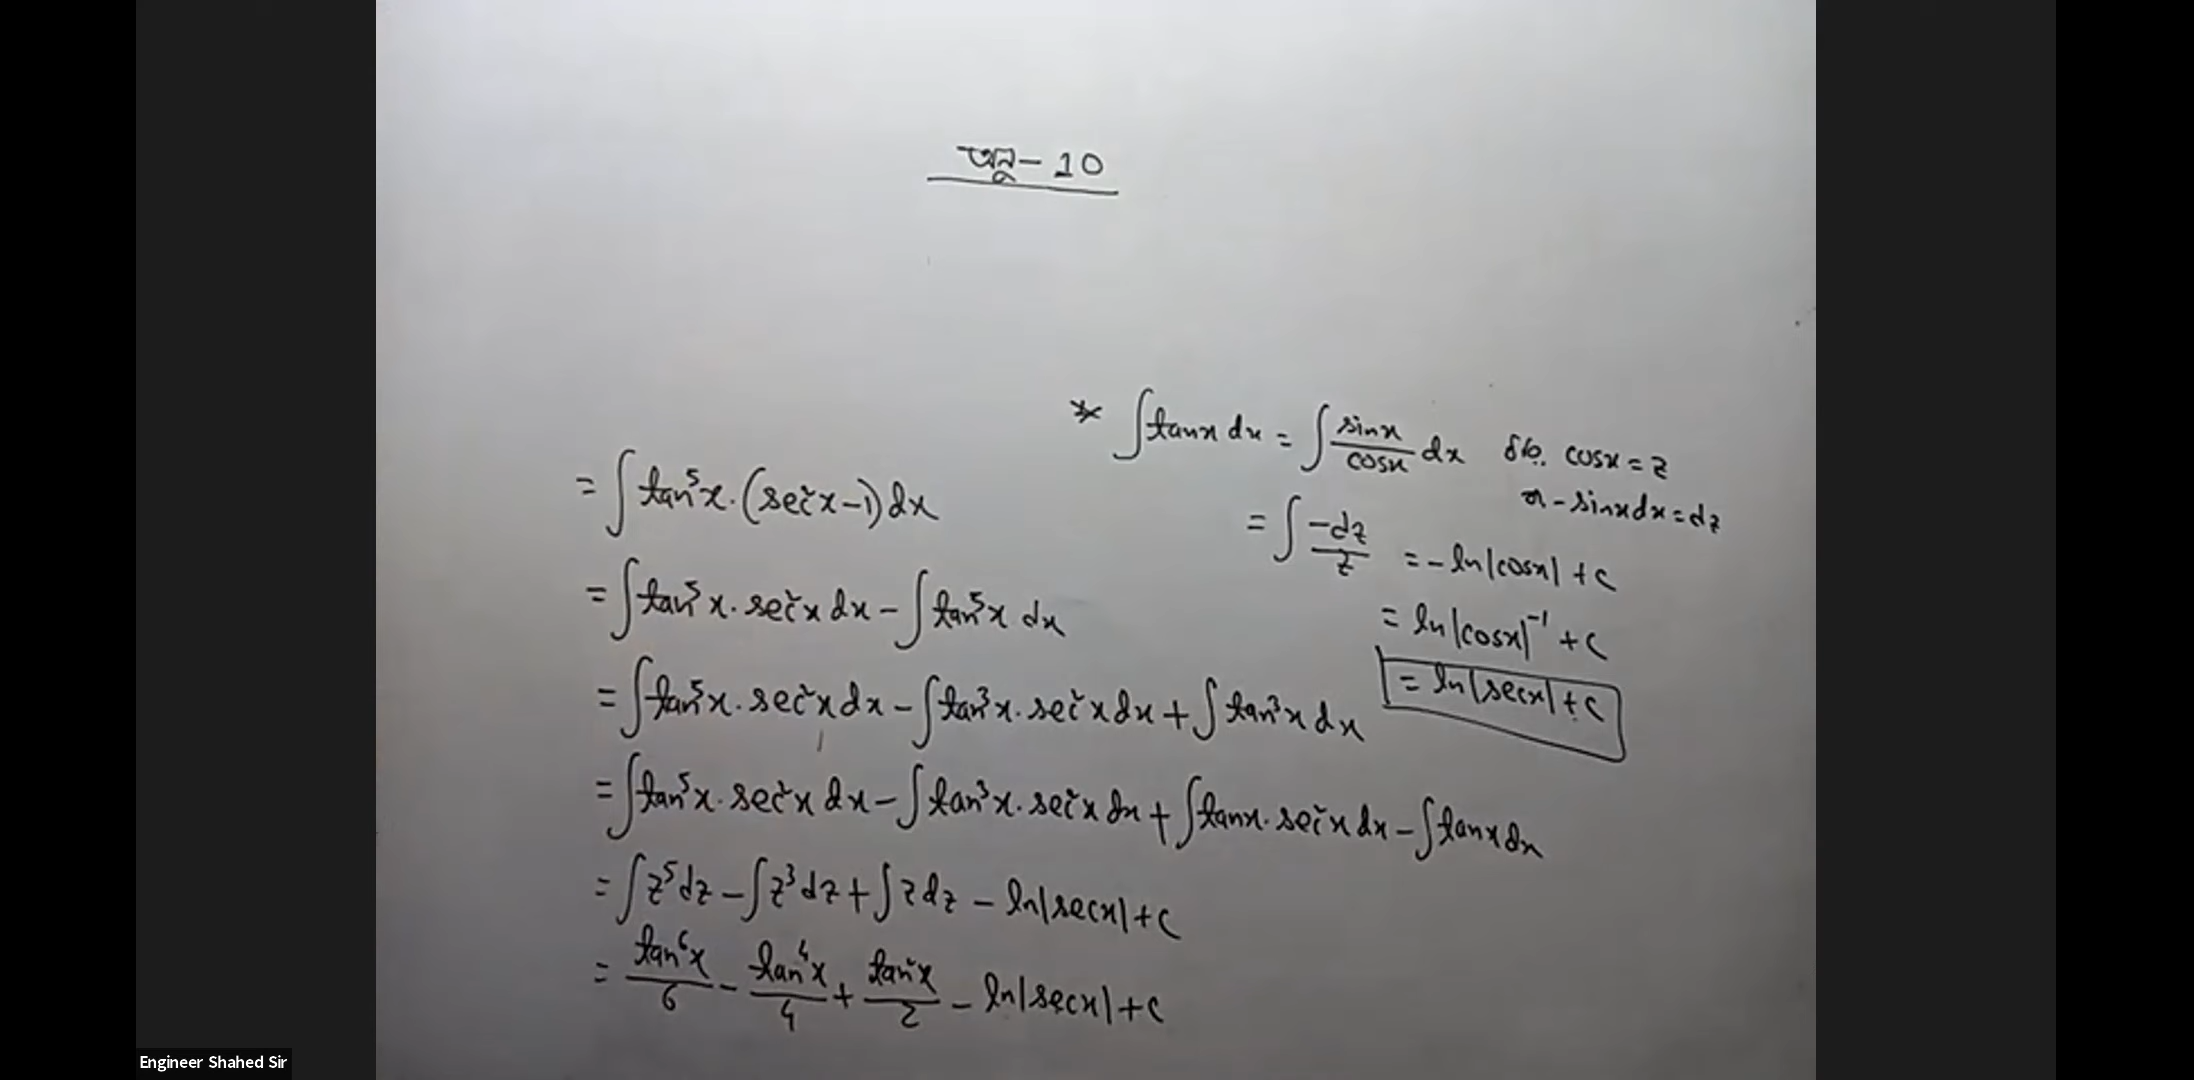 অনু- 10
* ∫tanx dx = ∫ sinx/cosx dx ধরি. cosx = z
বা -sinxdx = dz
= ∫ -dz/z = -ln|cosx| + c
= ln|cosx|⁻¹ + c
= ln|secx| + c
= ∫tan⁵x.(sec²x-1)dx
= ∫tan⁵x.sec²x dx - ∫tan⁵x dx
= ∫tan⁵x.sec²x dx - ∫tan³x.sec²x dx + ∫tan³x dx
= ∫tan⁵x.sec²x dx - ∫tan³x.sec²x dx + ∫tanx.sec²x dx - ∫tanx dx
= ∫z⁵dz - ∫z³dz + ∫zdz - ln|secx| + c
= tan⁶x/6 - tan⁴x/4 + tan²x/2 - ln|secx| + c
Engineer Shahed Sir